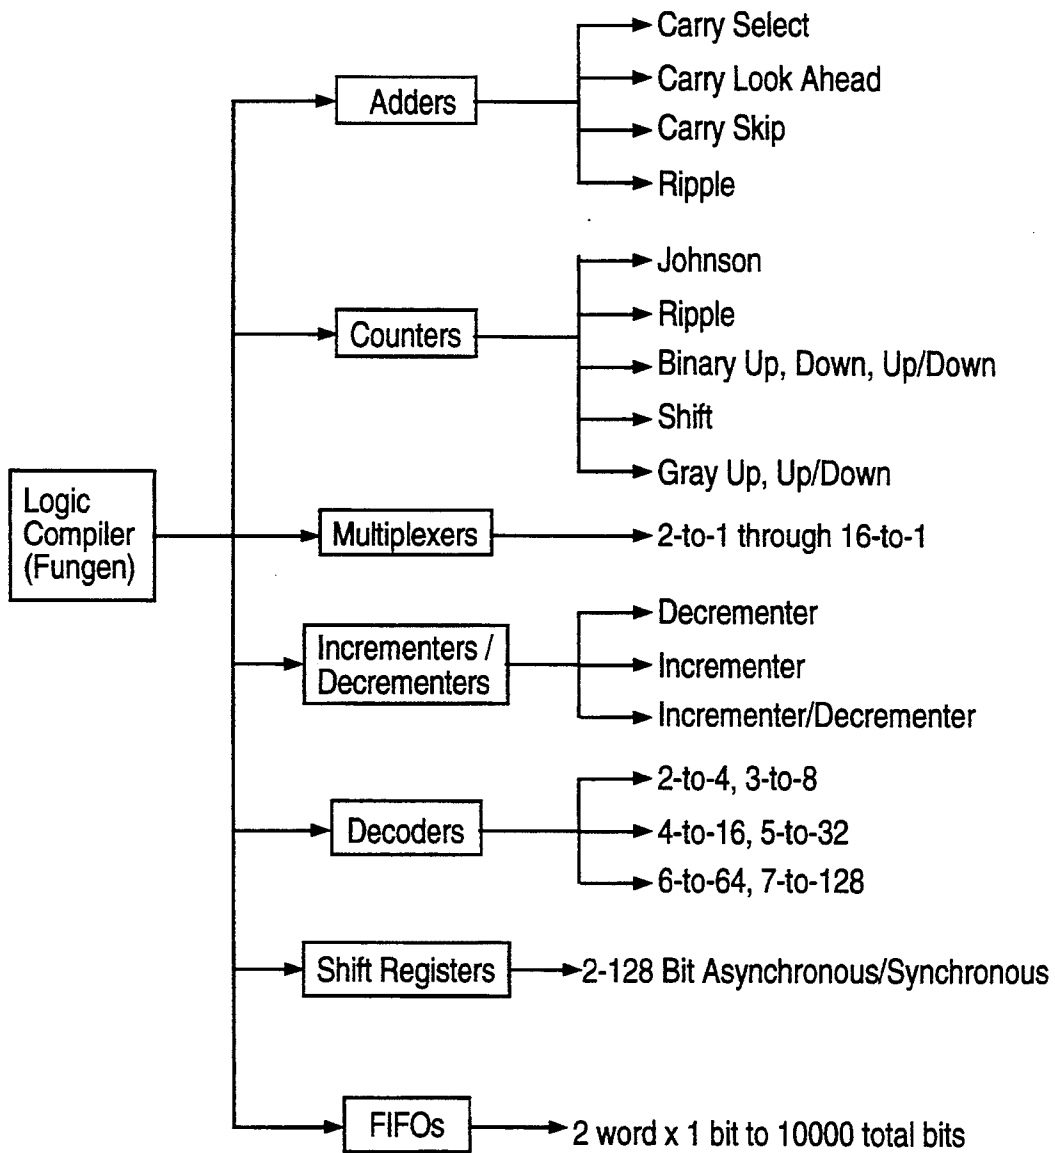 Carry Select
Adders
Carry Look Ahead
Carry Skip
Ripple
Johnson
Ripple
Counters
Binary Up, Down, Up/Down
Shift
Gray Up, Up/Down
Logic
Compiler
(Fungen)
Multiplexers
2-to-1 through 16-to-1
Decrementer
Incrementers /
Decrementers
Incrementer
Incrementer/Decrementer
2-to-4, 3-to-8
Decoders
4-to-16, 5-to-32
6-to-64, 7-to-128
Shift Registers
2-128 Bit Asynchronous/Synchronous
FIFOs
2 word x 1 bit to 10000 total bits